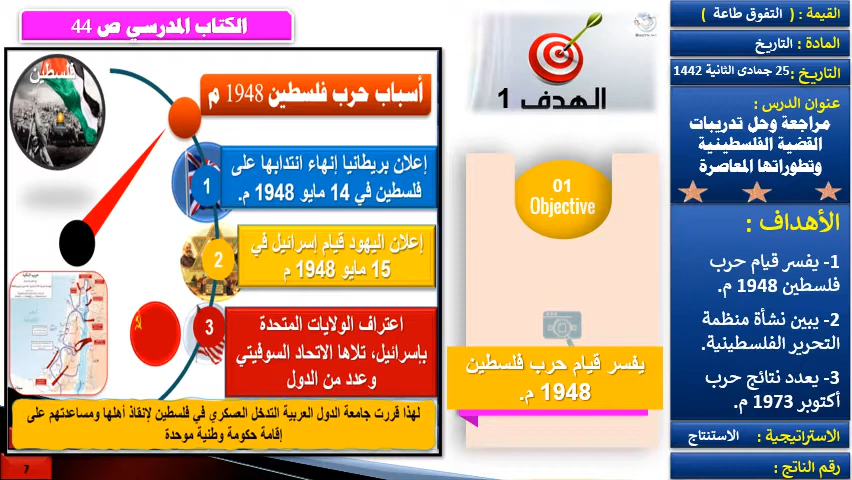 القيمة : ( التفوق طاعة )
المادة : التاريخ
التاريخ : 25 جمادى الثانية 1442
عنوان الدرس :
مراجعة وحل تدريبات
القضية الفلسطينية
وتطوراتها المعاصرة
الأهداف :
1- يفسر قيام حرب
فلسطين 1948 م.
2- يبين نشأة منظمة
التحرير الفلسطينية.
3- يعدد نتائج حرب
أكتوبر 1973 م.
الاستراتيجية : الاستنتاج
رقم الناتج :
الهدف 1
01
Objective
يفسر قيام حرب فلسطين
1948 م.
الكتاب المدرسي ص 44
فلسطين
أسباب حرب فلسطين 1948 م
1
إعلان بريطانيا إنهاء انتدابها على
فلسطين في 14 مايو 1948 م.
2
إعلان اليهود قيام إسرائيل في
15 مايو 1948 م
3
اعتراف الولايات المتحدة
بإسرائيل، تلاها الاتحاد السوفيتي
وعدد من الدول
لهذا قررت جامعة الدول العربية التدخل العسكري في فلسطين لإنقاذ أهلها ومساعدتهم على
إقامة حكومة وطنية موحدة
7